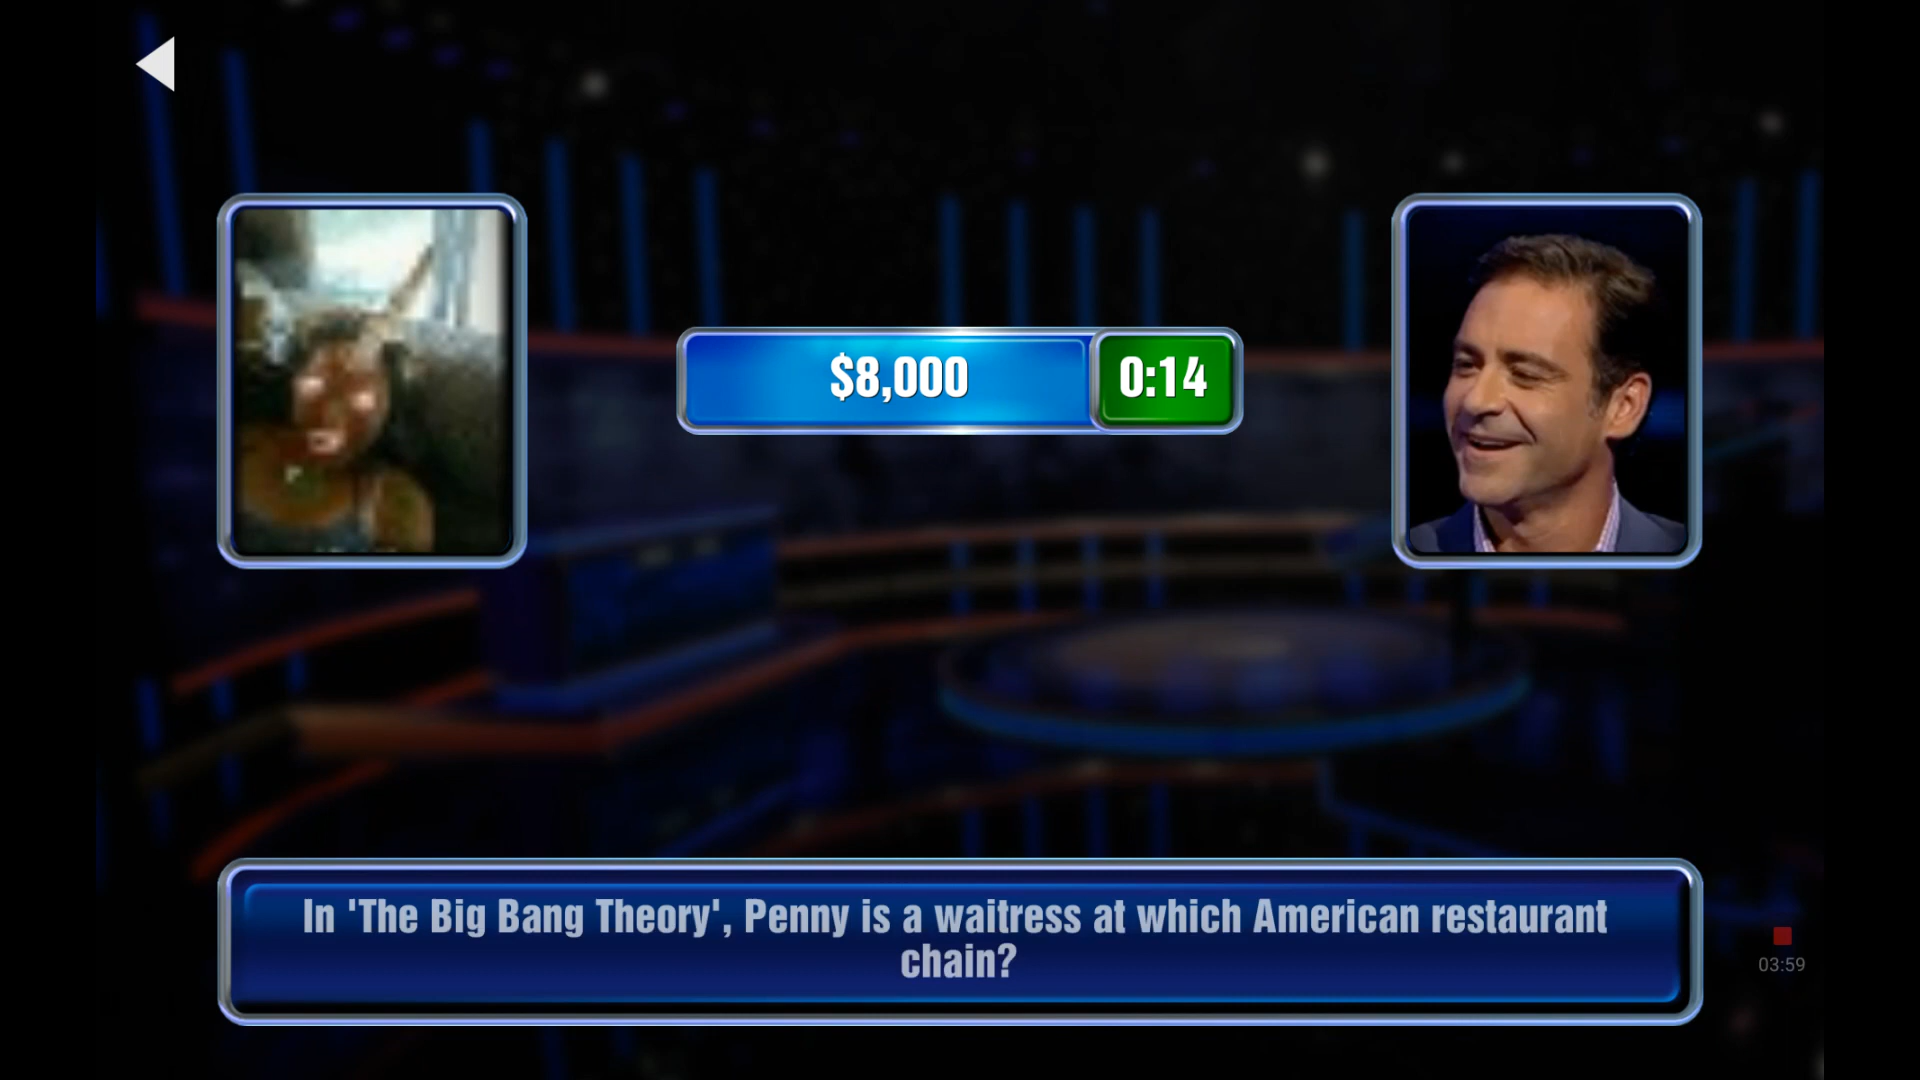 $8,000
0:14
In 'The Big Bang Theory', Penny is a waitress at which American restaurant
chain?
03:59